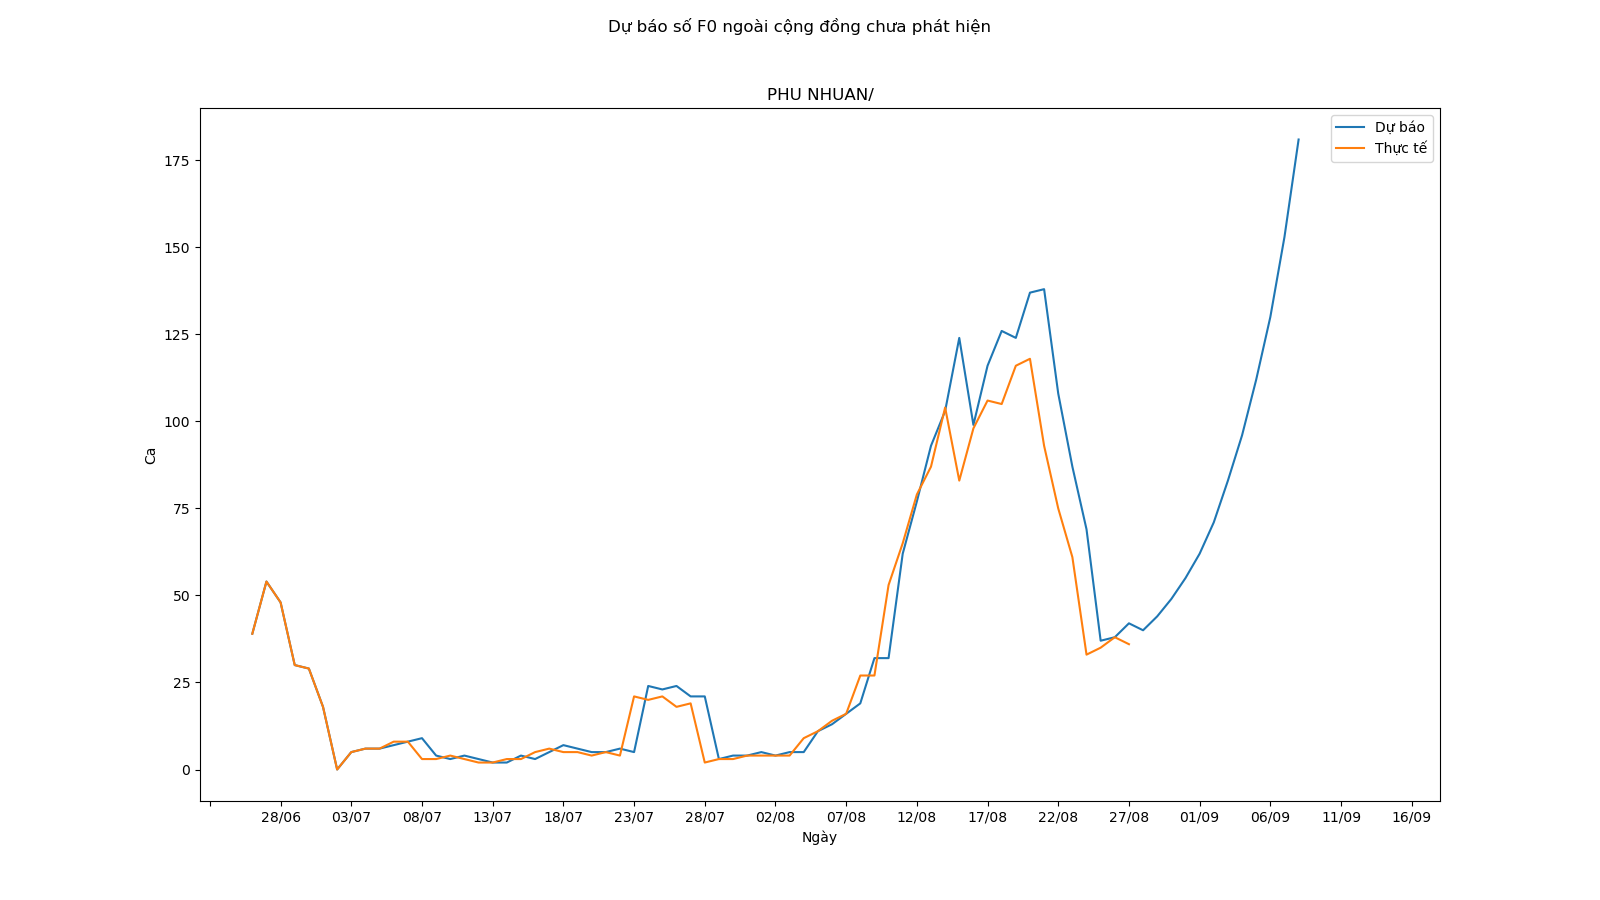 Dự báo số F0 ngoài cộng đồng chưa phát hiện
PHU NHUAN/
Dự báo
Thực tế
175
150
125
100
75
50
25
0
Ca
28/06 03/07 08/07 13/07 18/07 23/07 28/07 02/08 07/08 12/08 17/08 22/08 27/08 01/09 06/09 11/09 16/09
Ngày